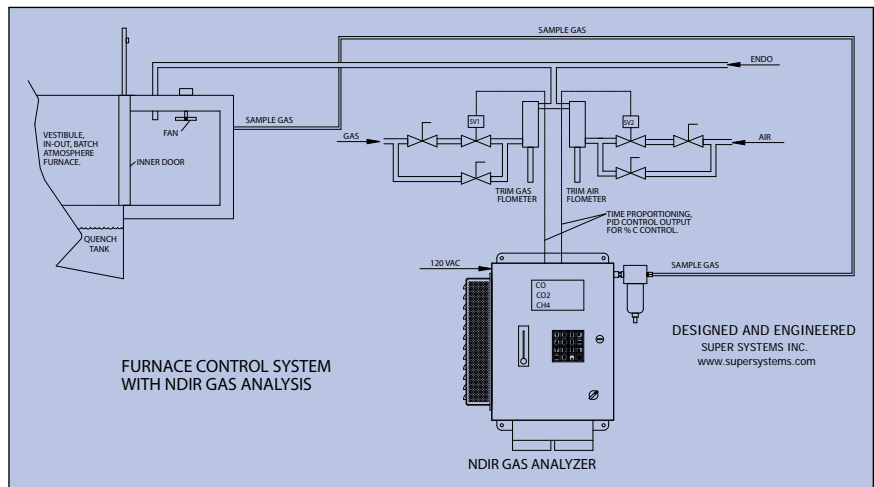 SAMPLE GAS
ENDO
SAMPLE GAS
FAN
SV1
SV2
GAS
AIR
VESTIBULE,
IN-OUT, BATCH
ATMOSPHERE
FURNACE.
INNER DOOR
TRIM GAS
FLOMETER
TRIM AIR
FLOMETER
TIME PROPORTIONING,
PID CONTROL OUTPUT
FOR % C CONTROL.
QUENCH
TANK
120 VAC
SAMPLE GAS
CO
CO2
CH4
DESIGNED AND ENGINEERED
SUPER SYSTEMS INC.
www.supersystems.com
FURNACE CONTROL SYSTEM
WITH NDIR GAS ANALYSIS
NDIR GAS ANALYZER